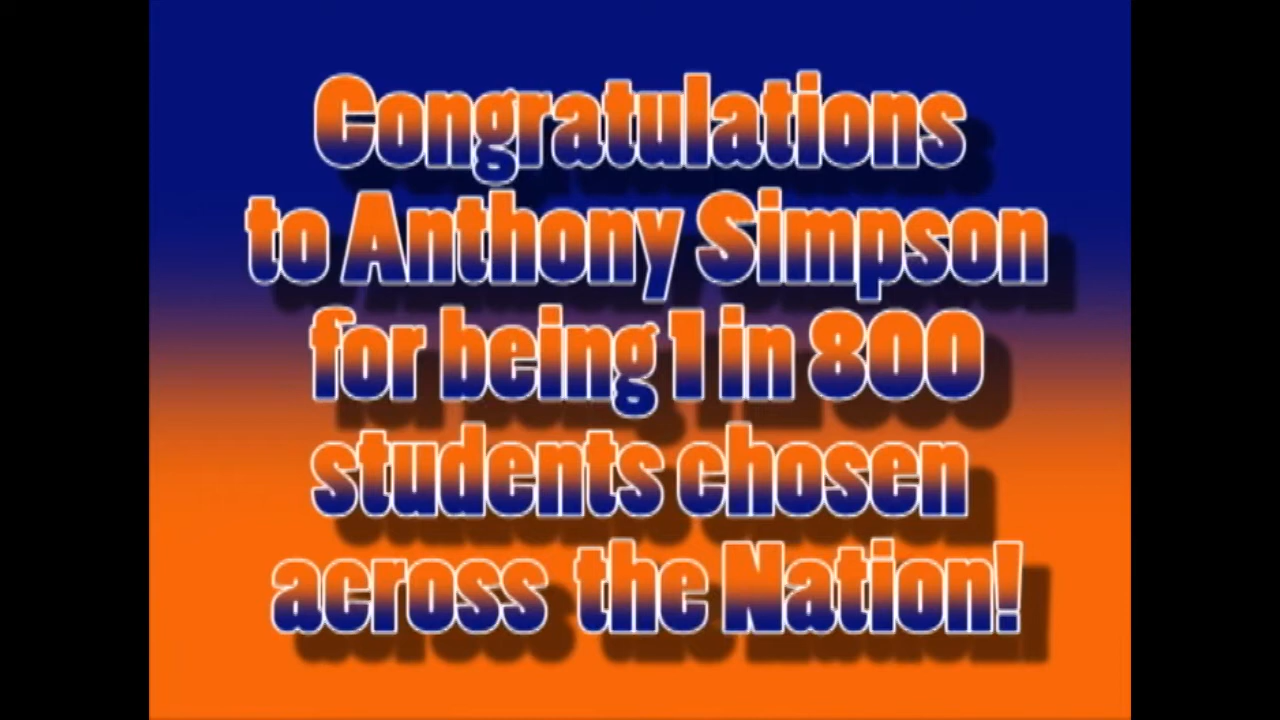 Congratulations
to Anthony Simpson
for being 1 in 800
students chosen
across the Nation!